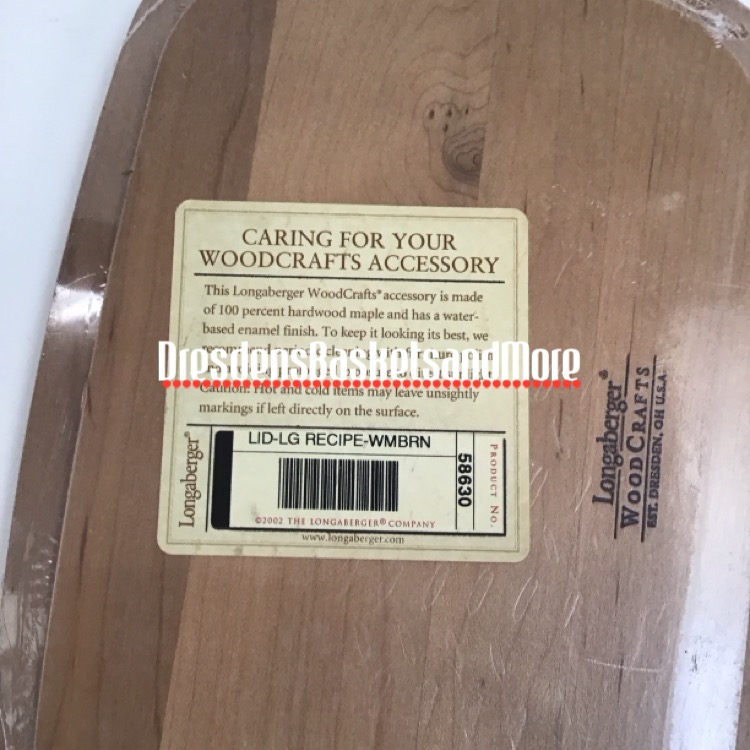 CARING FOR YOUR
WOODCRAFTS ACCESSORY
This Longaberger WoodCrafts® accessory is made
of 100 percent hardwood maple and has a water-
based enamel finish. To keep it looking its best, we
DresdensBasketsandMore
Caution: Hot and cold items may leave unsightly
markings if left directly on the surface.
Longaberger®
LID-LG RECIPE-WMBRN
58630
PRODUCT NO.
©2002 THE LONGABERGER® COMPANY
www.longaberger.com
Longaberger®
WOODCRAFTS
EST. DRESDEN, OH U.S.A.